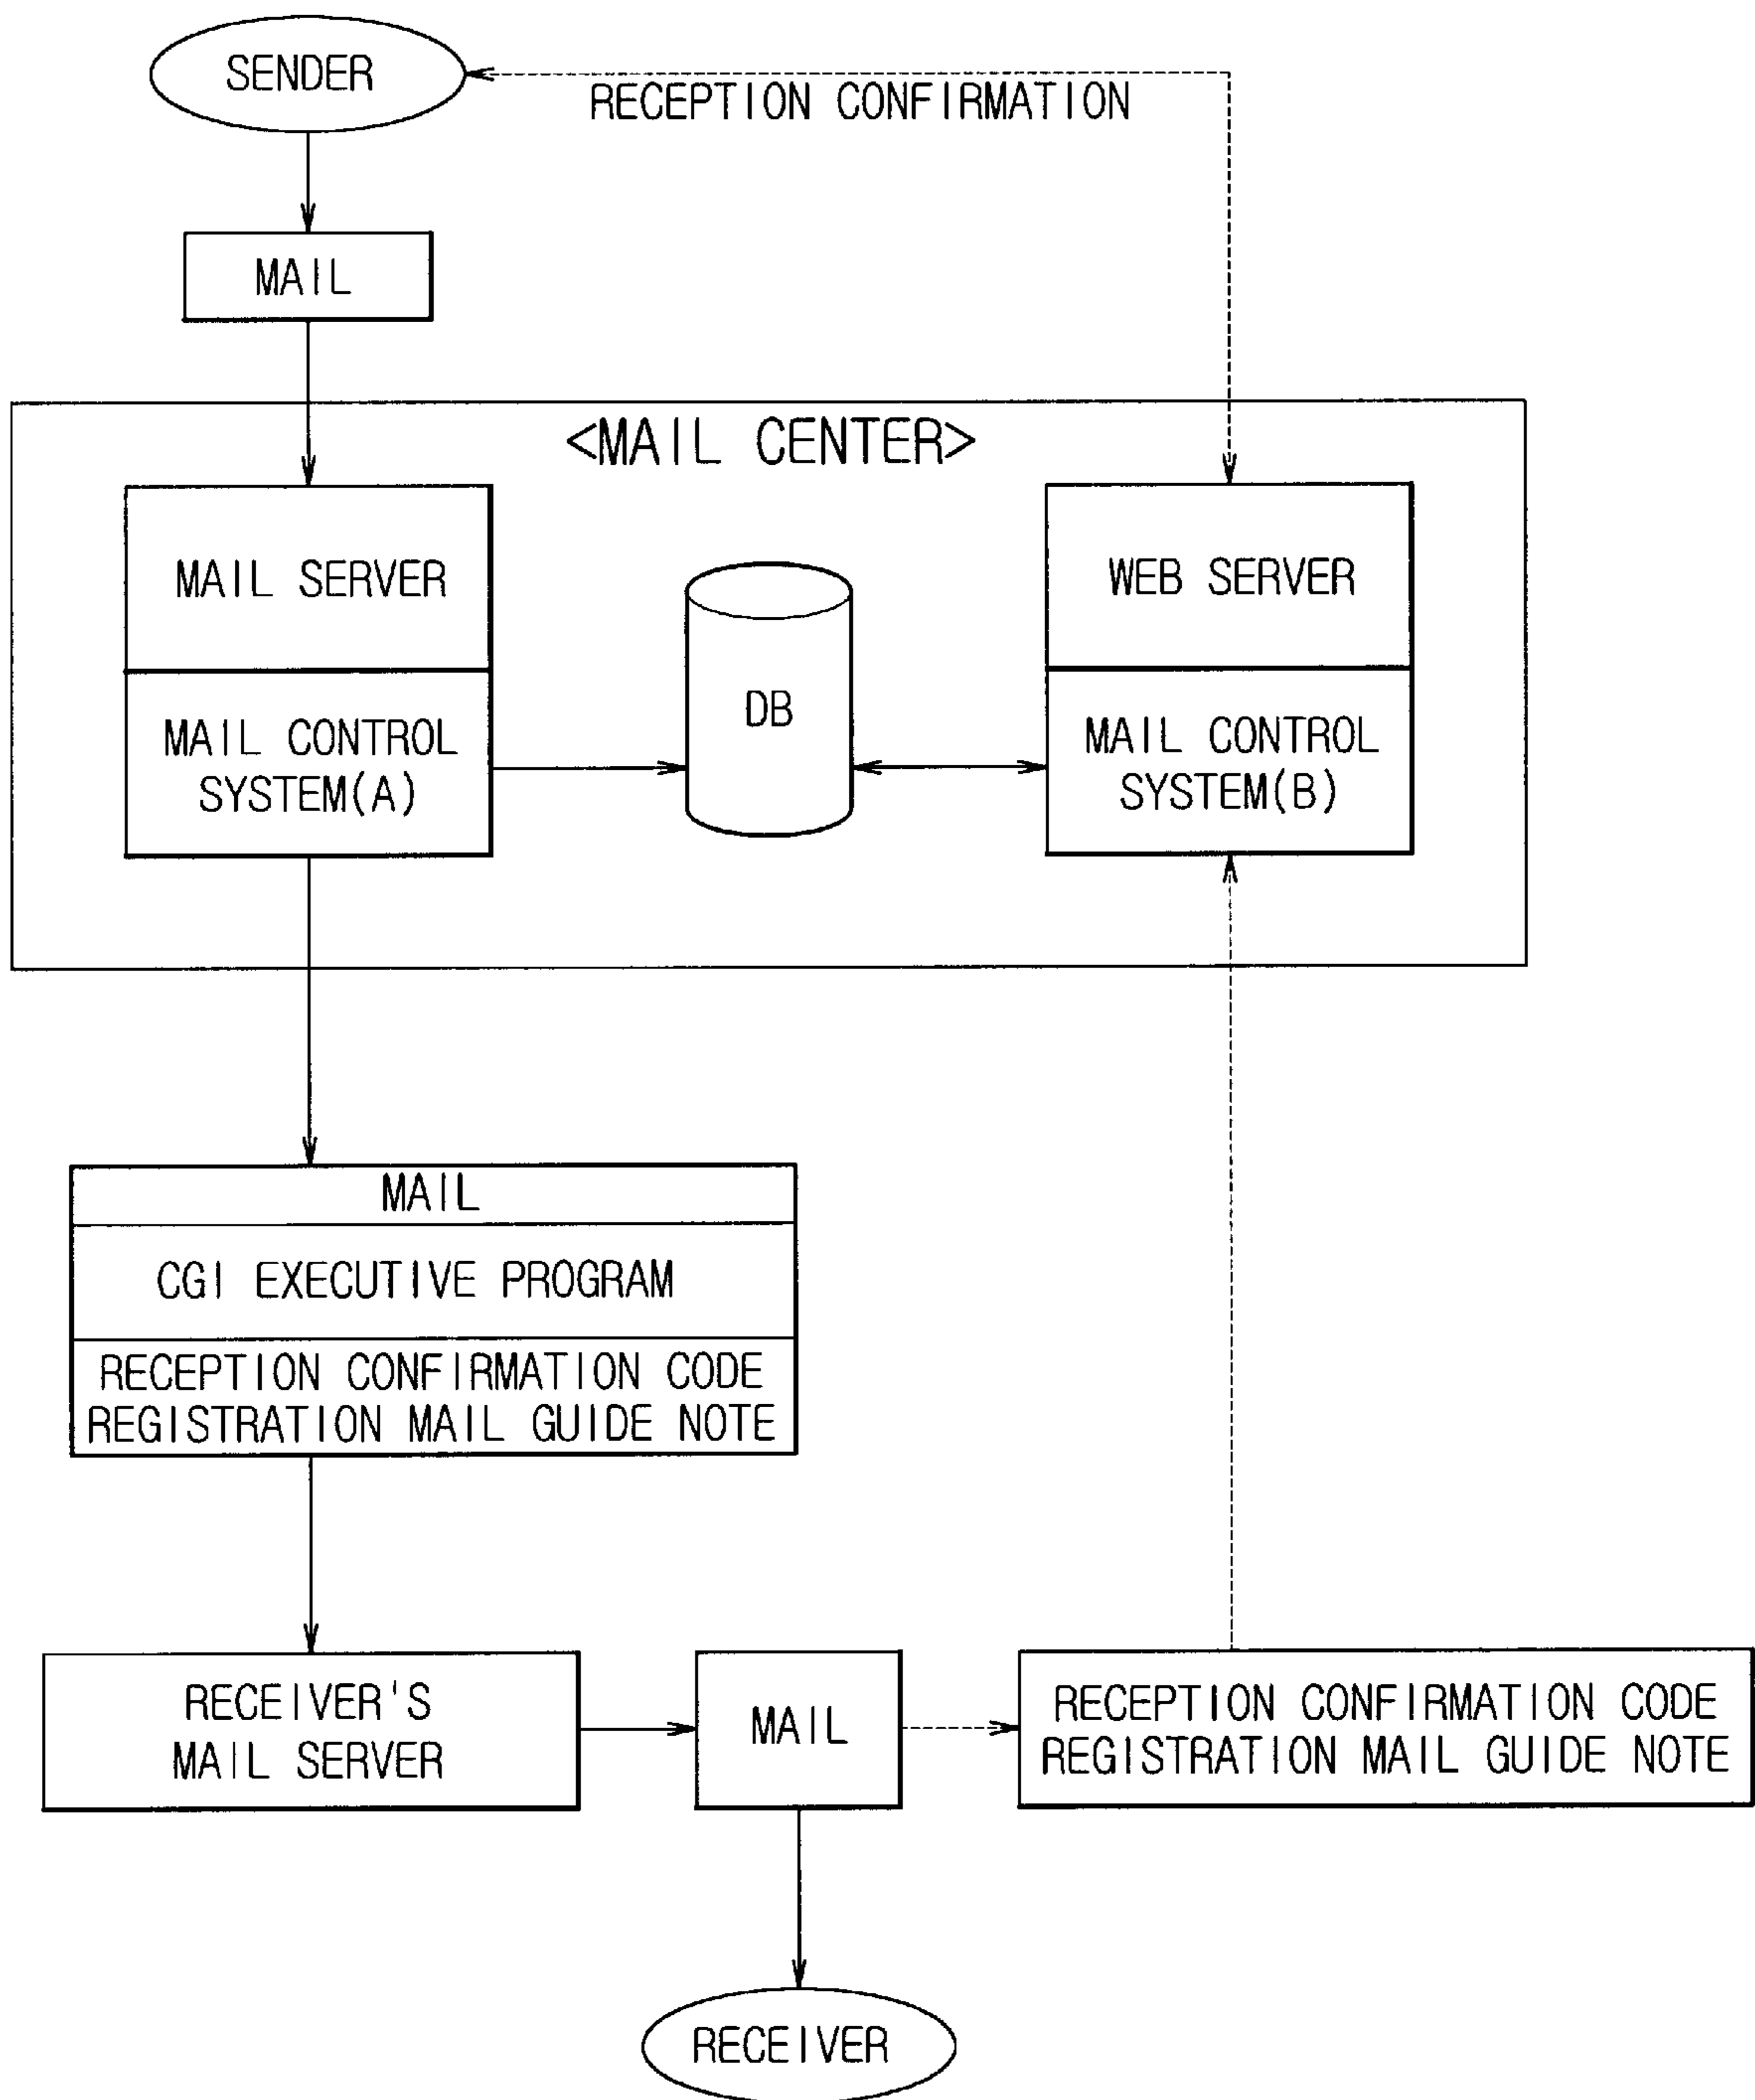 SENDER
RECEPTION CONFIRMATION
MAIL
<MAIL CENTER>
MAIL SERVER
WEB SERVER
DB
MAIL CONTROL
SYSTEM(A)
MAIL CONTROL
SYSTEM(B)
MAIL
CGI EXECUTIVE PROGRAM
RECEPTION CONFIRMATION CODE
REGISTRATION MAIL GUIDE NOTE
RECEIVER'S
MAIL SERVER
MAIL
RECEPTION CONFIRMATION CODE
REGISTRATION MAIL GUIDE NOTE
RECEIVER